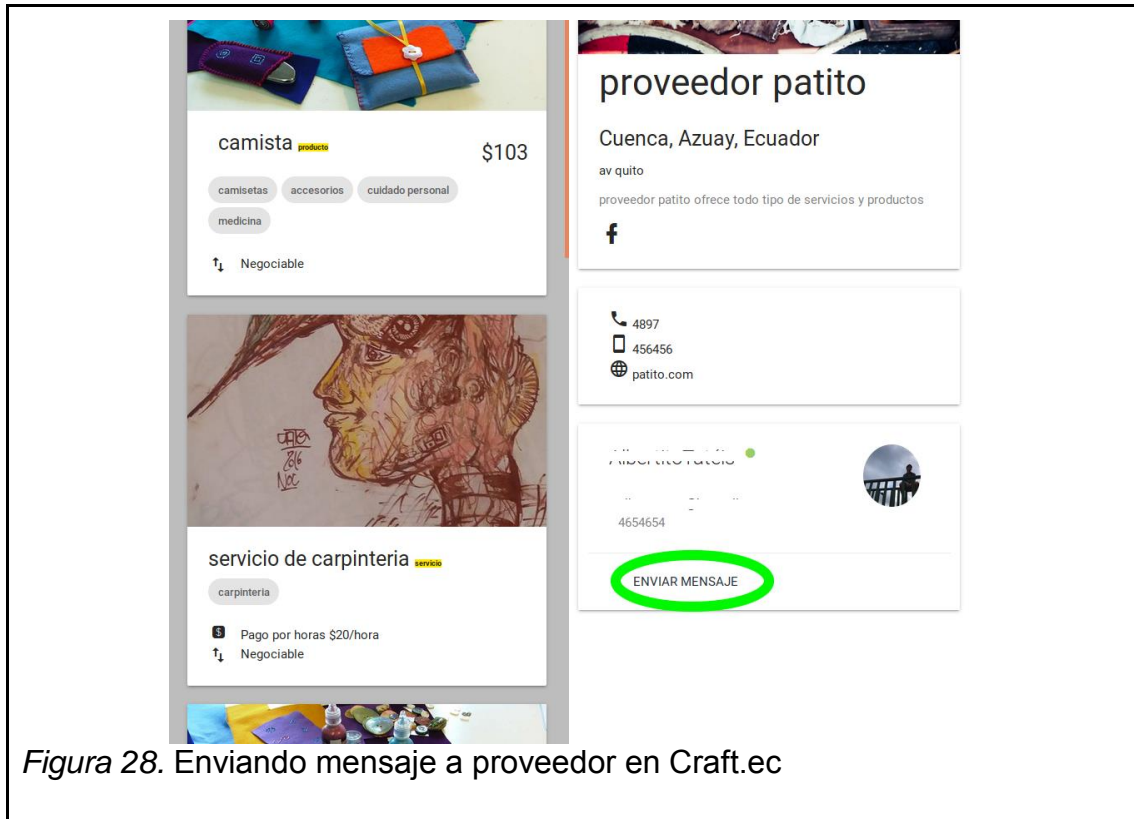 camista producto
$103
camisetas accesorios cuidado personal
medicina
Negociable
2016
servicio de carpinteria servicio
carpinteria
Pago por horas $20/hora
Negociable
proveedor patito
Cuenca, Azuay, Ecuador
av quito
proveedor patito ofrece todo tipo de servicios y productos
4897
456456
patito.com
4654654
ENVIAR MENSAJE
Figura 28. Enviando mensaje a proveedor en Craft.ec